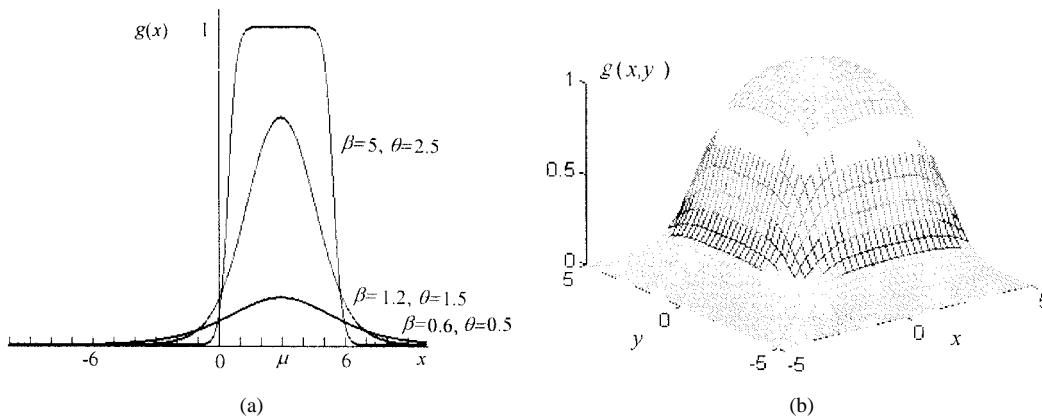 g(x)
1
β=5, θ=2.5
β=1.2, θ=1.5
β=0.6, θ=0.5
-6 0 μ 6 x
(a)
g(x,y)
1
0.5
0
5
0
-5
y
-5
0
5
x
(b)